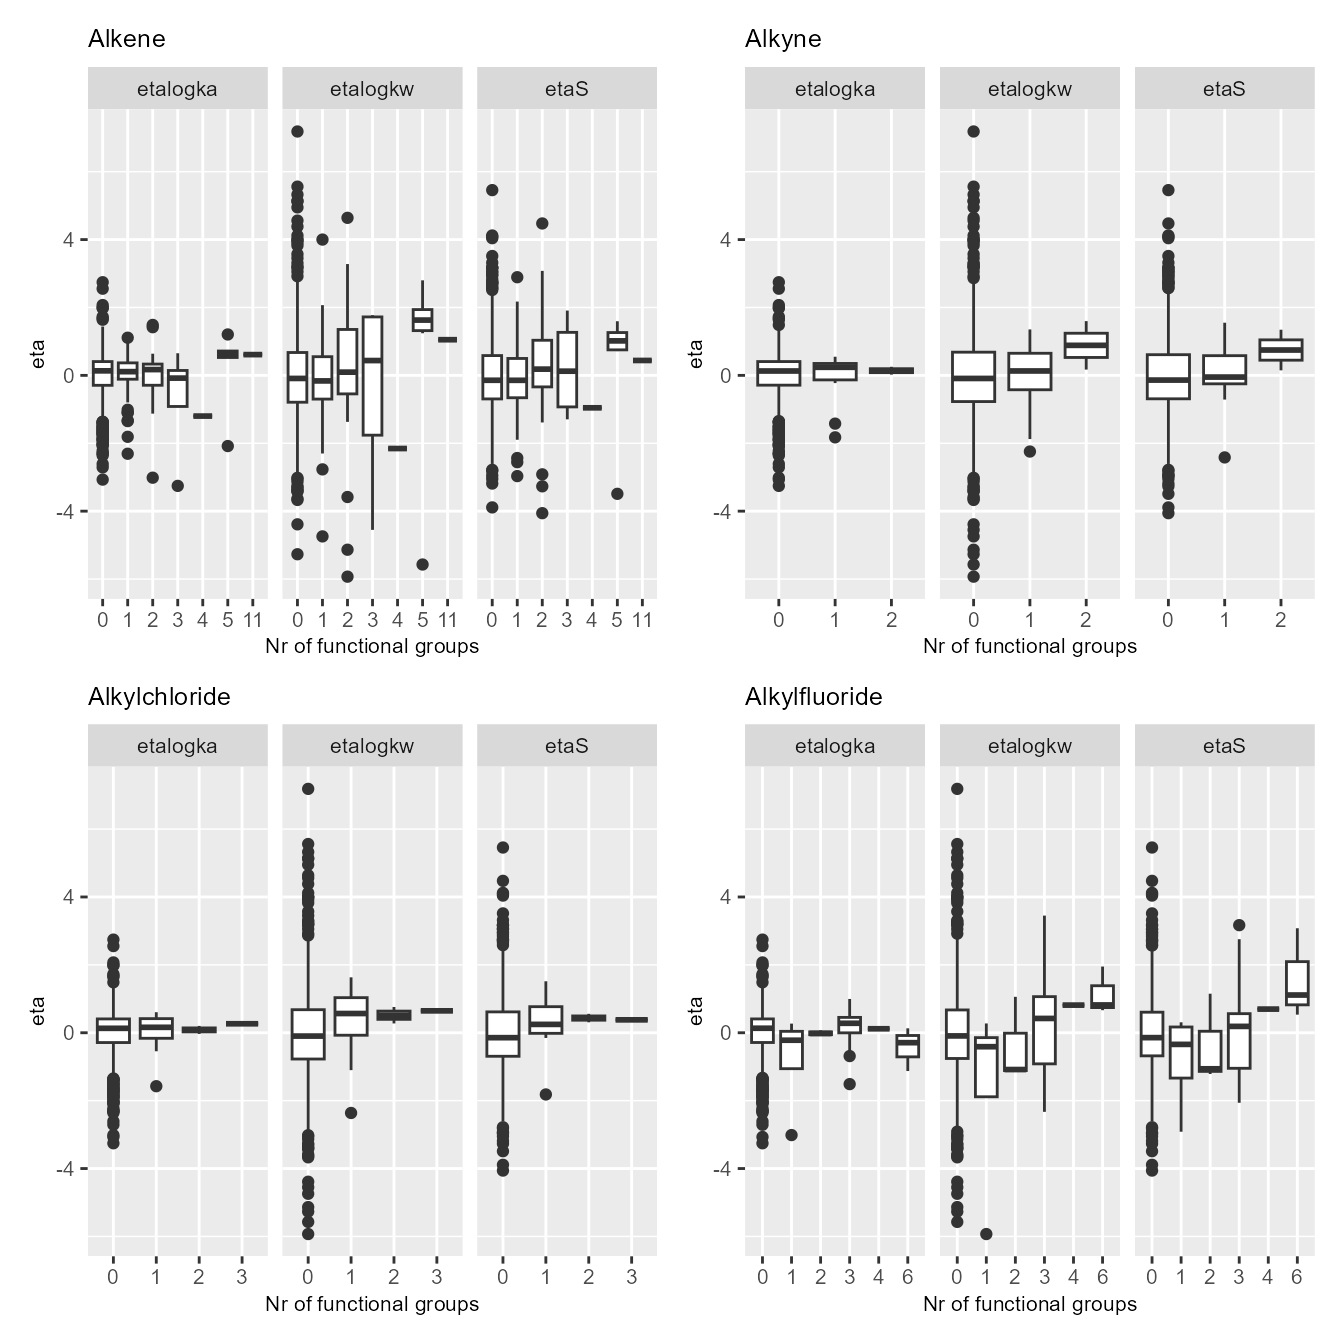 Alkene
etalogka etalogkw etaS
4
0
-4
eta
0 1 2 3 4 5 11 0 1 2 3 4 5 11 0 1 2 3 4 5 11
Nr of functional groups
Alkyne
etalogka etalogkw etaS
4
0
-4
eta
0 1 2 0 1 2 0 1 2
Nr of functional groups
Alkylchloride
etalogka etalogkw etaS
4
0
-4
eta
0 1 2 3 0 1 2 3 0 1 2 3
Nr of functional groups
Alkylfluoride
etalogka etalogkw etaS
4
0
-4
eta
0 1 2 3 4 6 0 1 2 3 4 6 0 1 2 3 4 6
Nr of functional groups